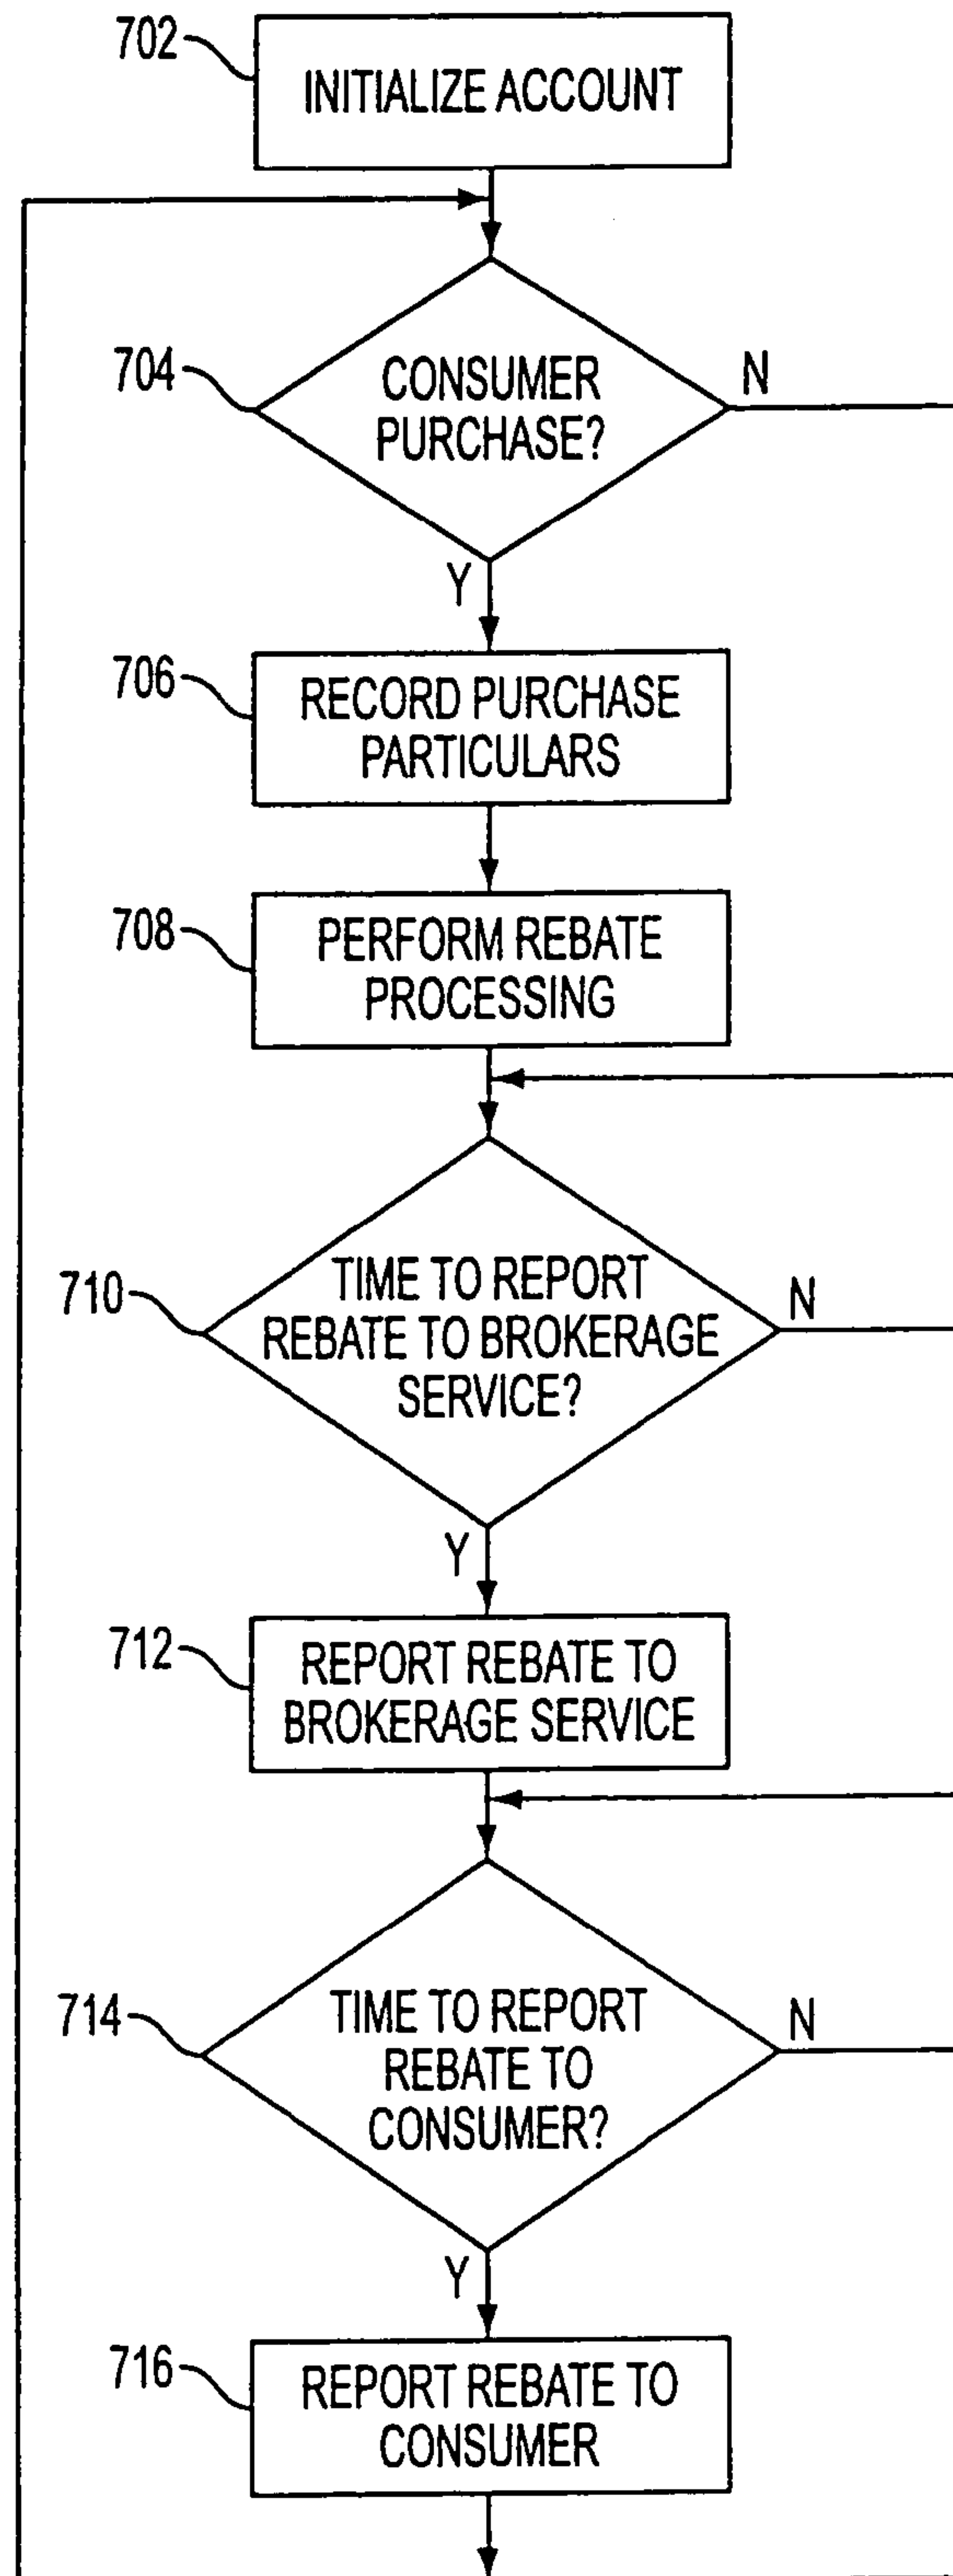 702
INITIALIZE ACCOUNT
704
CONSUMER
PURCHASE?
N
Y
706
RECORD PURCHASE
PARTICULARS
708
PERFORM REBATE
PROCESSING
710
TIME TO REPORT
REBATE TO BROKERAGE
SERVICE?
N
Y
712
REPORT REBATE TO
BROKERAGE SERVICE
714
TIME TO REPORT
REBATE TO
CONSUMER?
N
Y
716
REPORT REBATE TO
CONSUMER